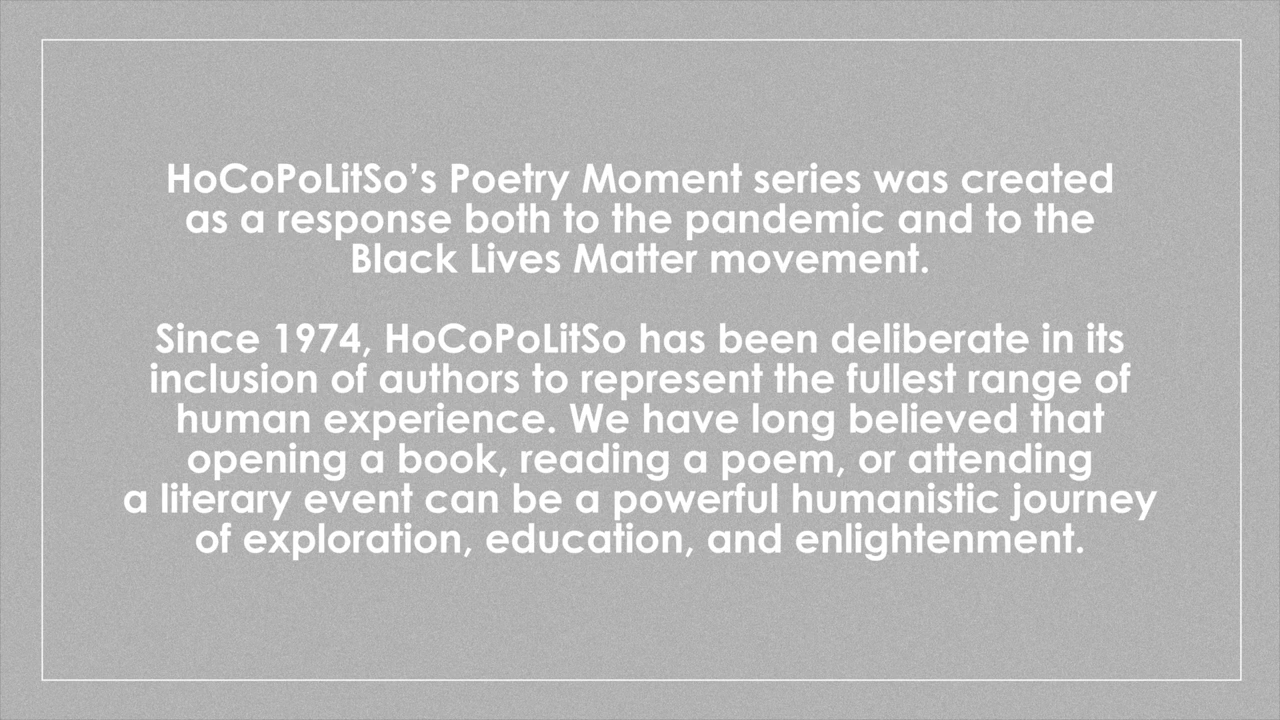 HoCoPoLitSo’s Poetry Moment series was created
as a response both to the pandemic and to the
Black Lives Matter movement.
Since 1974, HoCoPoLitSo has been deliberate in its
inclusion of authors to represent the fullest range of
human experience. We have long believed that
opening a book, reading a poem, or attending
a literary event can be a powerful humanistic journey
of exploration, education, and enlightenment.